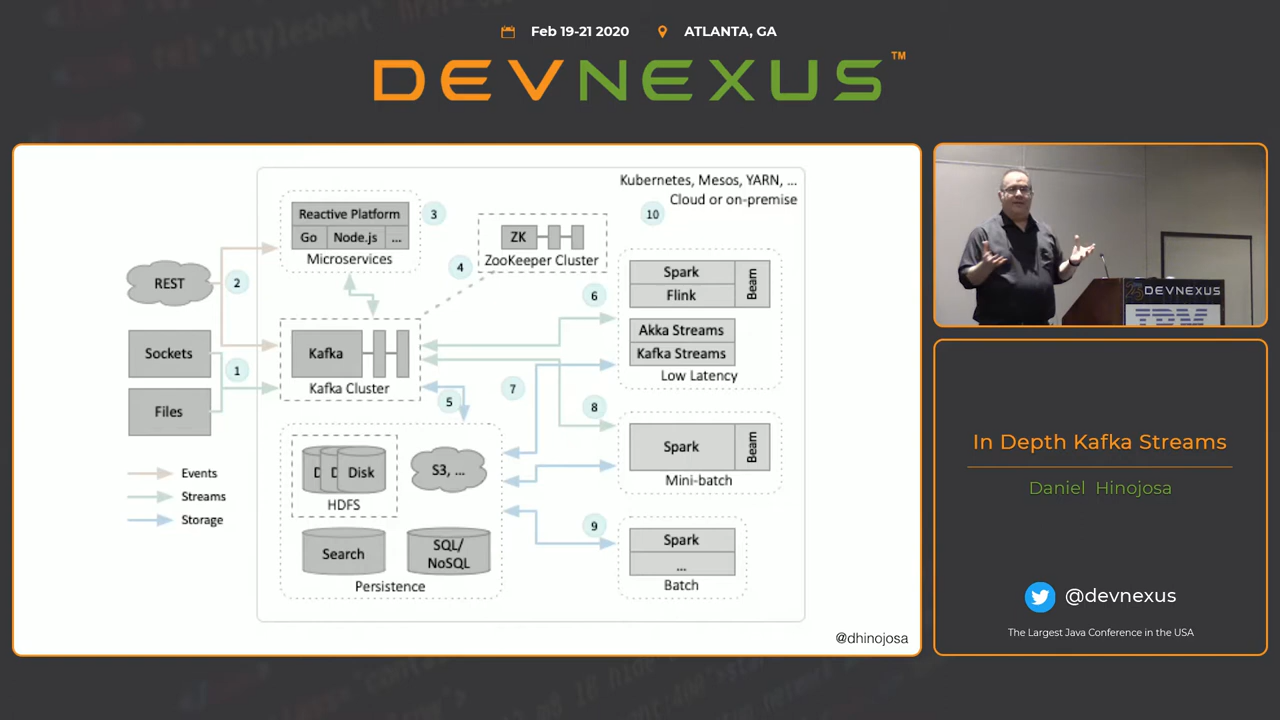 Feb 19-21 2020
ATLANTA, GA
DEVNEXUS™
Kubernetes, Mesos, YARN, ...
Cloud or on-premise
10
Reactive Platform
Go
Node.js
...
Microservices
3
ZK
ZooKeeper Cluster
4
REST
2
Sockets
Files
1
Kafka
Kafka Cluster
5
6
7
8
9
Spark
Flink
Beam
Akka Streams
Kafka Streams
Low Latency
Spark
Beam
Mini-batch
Spark
...
Batch
D
D
Disk
HDFS
S3, ...
Search
SQL/
NoSQL
Persistence
Events
Streams
Storage
@dhinojosa
DEVNEXUS
In Depth Kafka Streams
Daniel Hinojosa
@devnexus
The Largest Java Conference in the USA